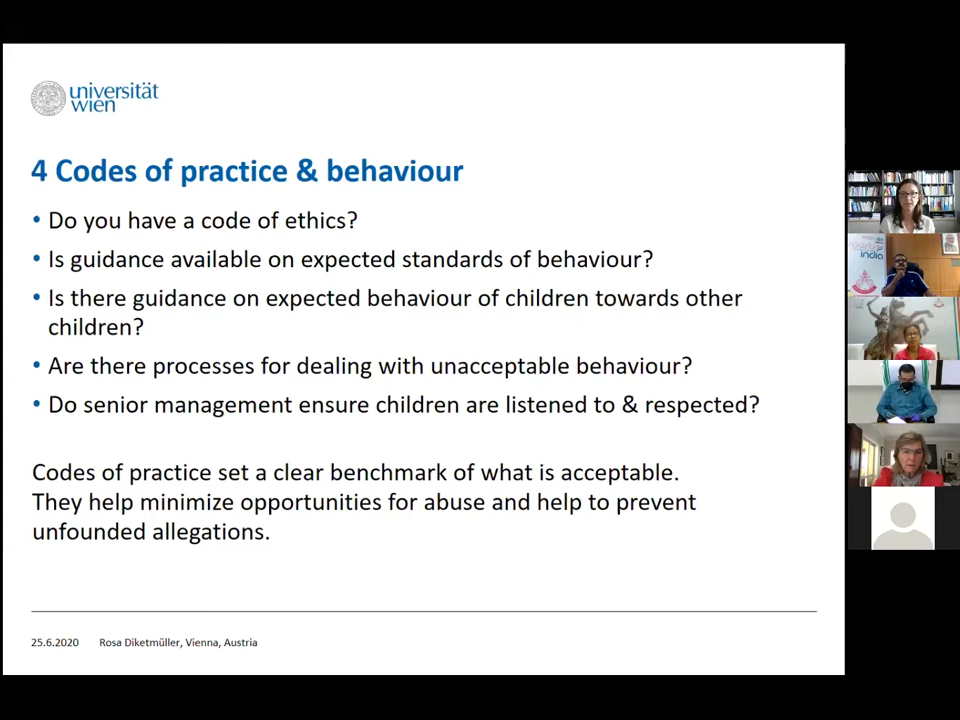 universität
wien
4 Codes of practice & behaviour
• Do you have a code of ethics?
• Is guidance available on expected standards of behaviour?
• Is there guidance on expected behaviour of children towards other
children?
• Are there processes for dealing with unacceptable behaviour?
• Do senior management ensure children are listened to & respected?
Codes of practice set a clear benchmark of what is acceptable.
They help minimize opportunities for abuse and help to prevent
unfounded allegations.
25.6.2020 Rosa Diketmüller, Vienna, Austria
india